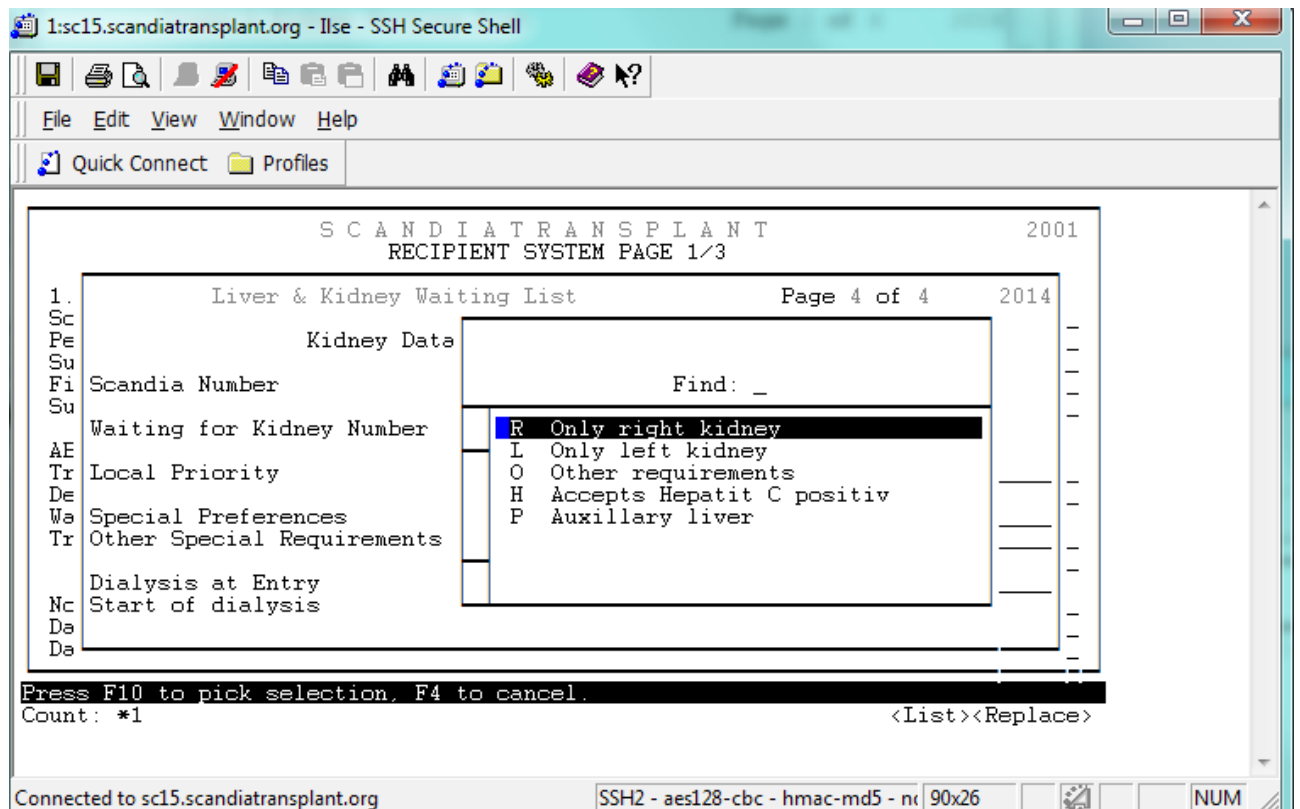 1:sc15.scandiatransplant.org - Ilse - SSH Secure Shell
File Edit View Window Help
Quick Connect Profiles
S C A N D I A T R A N S P L A N T 2001
RECIPIENT SYSTEM PAGE 1/3
1. Liver & Kidney Waiting List Page 4 of 4 2014
Sc
Pe Kidney Data
Su
Fi Scandia Number Find: _
Su
Waiting for Kidney Number R Only right kidney
AE L Only left kidney
Tr Local Priority O Other requirements
De H Accepts Hepatit C positiv
Wa Special Preferences P Auxillary liver
Tr Other Special Requirements
Dialysis at Entry
Nc Start of dialysis
Da
Da
Press F10 to pick selection, F4 to cancel.
Count: *1 <List><Replace>
Connected to sc15.scandiatransplant.org SSH2 - aes128-cbc - hmac-md5 - nc 90x26 NUM